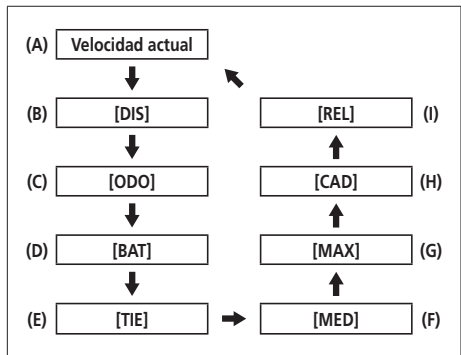 (A) Velocidad actual
(B) [DIS] [REL] (I)
(C) [ODO] [CAD] (H)
(D) [BAT] [MAX] (G)
(E) [TIE] [MED] (F)